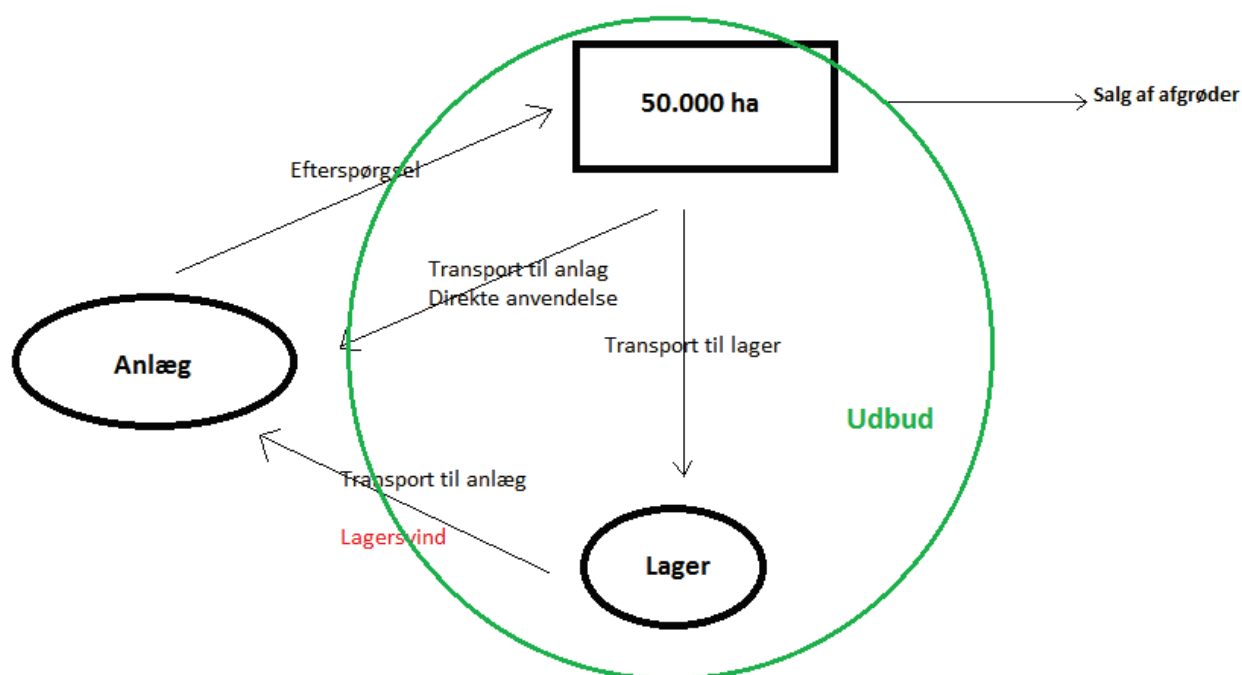 50.000 ha
Salg af afgrøder
Efterspørgsel
Transport til anlag
Direkte anvendelse
Transport til lager
Anlæg
Udbud
Transport til anlæg
Lagersvind
Lager